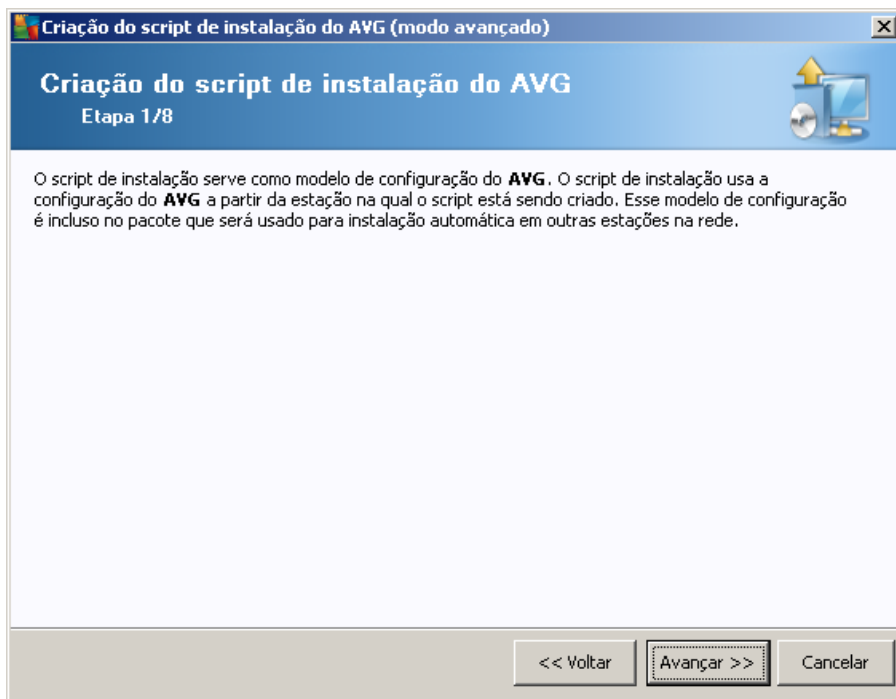 Criação do script de instalação do AVG (modo avançado)
Criação do script de instalação do AVG
Etapa 1/8
O script de instalação serve como modelo de configuração do AVG. O script de instalação usa a
configuração do AVG a partir da estação na qual o script está sendo criado. Esse modelo de configuração
é incluso no pacote que será usado para instalação automática em outras estações na rede.
<< Voltar
Avançar >>
Cancelar